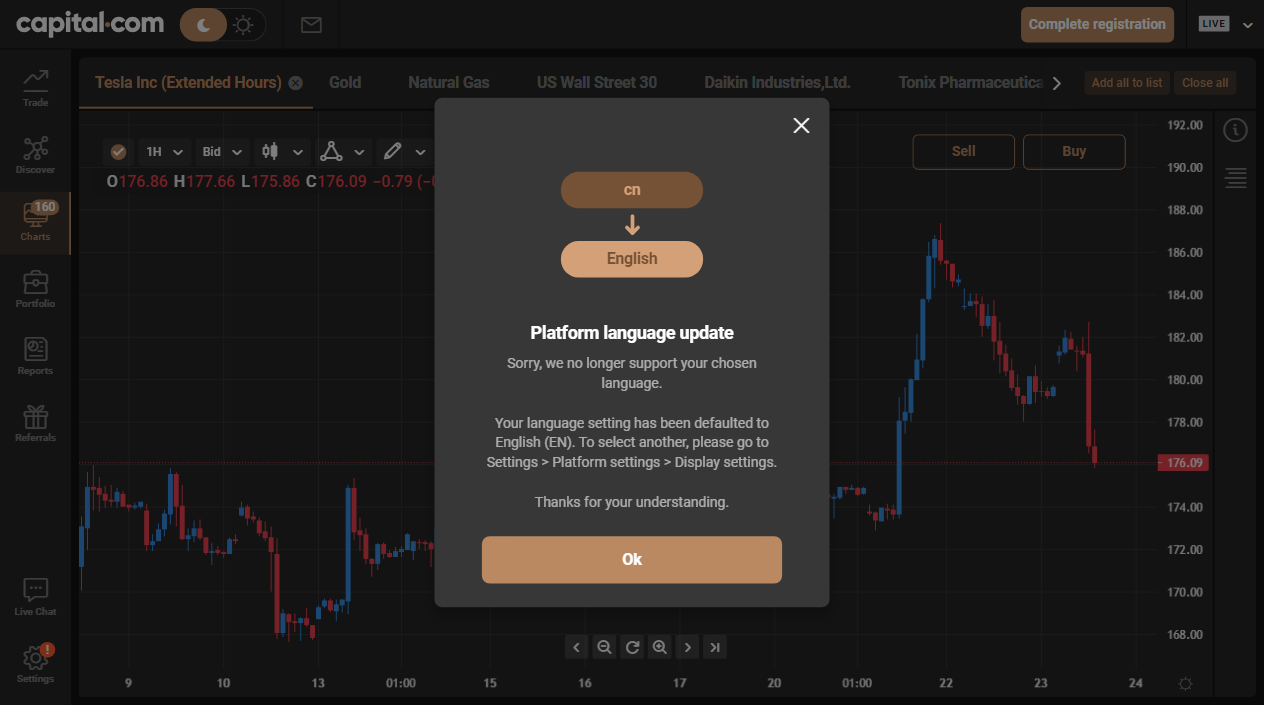 capital.com
Complete registration
LIVE
Tesla Inc (Extended Hours)
Gold
Natural Gas
US Wall Street 30
Daikin Industries,Ltd.
Tonix Pharmaceutica
Add all to list
Close all
Trade
Discover
160
Charts
Portfolio
Reports
Referrals
Live Chat
!
Settings
1H
Bid
O176.86 H177.66 L175.86 C176.09 −0.79 (−0
Sell
Buy
cn
English
Platform language update
Sorry, we no longer support your chosen
language.
Your language setting has been defaulted to
English (EN). To select another, please go to
Settings > Platform settings > Display settings.
Thanks for your understanding.
Ok
192.00
190.00
188.00
186.00
184.00
182.00
180.00
178.00
176.09
174.00
172.00
170.00
168.00
9
10
13
01:00
15
16
17
20
01:00
22
23
24